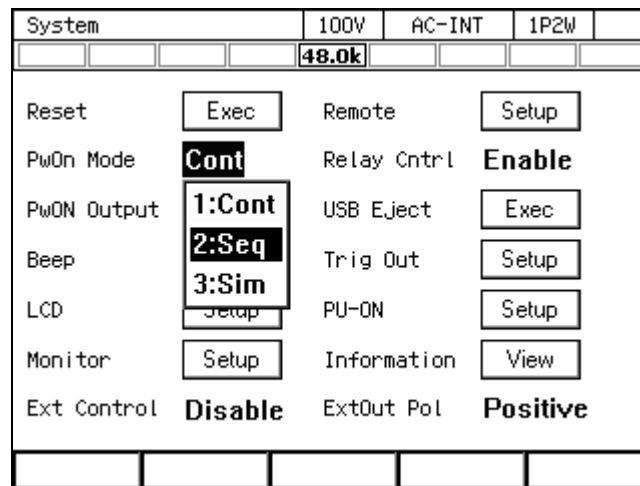 System 100V AC-INT 1P2W
48.0k
Reset Exec Remote Setup
PwOn Mode Cont Relay Cntrl Enable
PwON Output 1:Cont USB Eject Exec
2:Seq
Beep Trig Out Setup
3:Sim
LCD Setup PU-ON Setup
Monitor Setup Information View
Ext Control Disable ExtOut Pol Positive